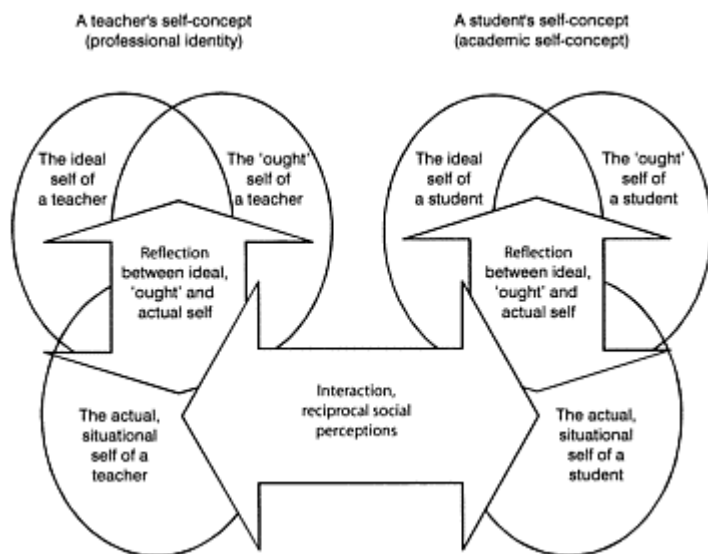 A teacher's self-concept
(professional identity)
A student's self-concept
(academic self-concept)
The ideal
self of
a teacher
The 'ought'
self of
a teacher
The ideal
self of
a student
The 'ought'
self of
a student
Reflection
between ideal,
'ought' and
actual self
Reflection
between ideal,
'ought' and
actual self
Interaction,
reciprocal social
perceptions
The actual,
situational
self of a
teacher
The actual,
situational
self of a
student